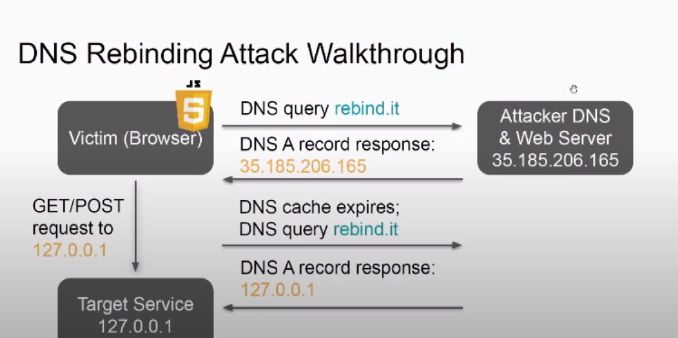 DNS Rebinding Attack Walkthrough
JS
5
Victim (Browser)
DNS query rebind.it
DNS A record response:
35.185.206.165
Attacker DNS
& Web Server
35.185.206.165
GET/POST
request to
127.0.0.1
DNS cache expires;
DNS query rebind.it
DNS A record response:
127.0.0.1
Target Service
127.0.0.1